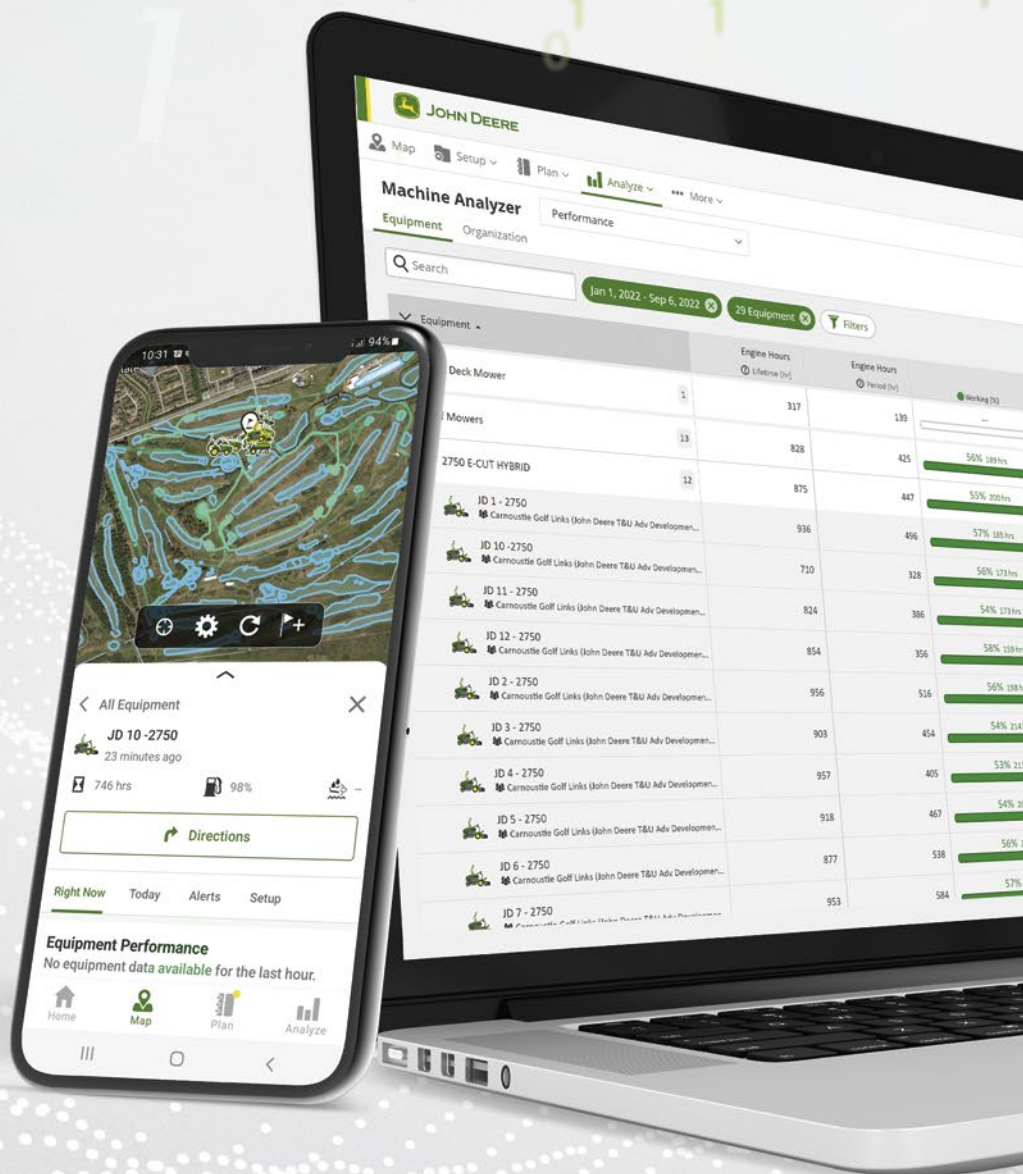 1
0
1
1
JOHN DEERE
Map Setup Plan Analyze More
Machine Analyzer Performance
Equipment Organization
Search Jan 1, 2022 - Sep 6, 2022 29 Equipment Filters
Equipment Engine Hours Lifetime (hr) Engine Hours Period (hr) Working (%)
Deck Mower 1 317 139 --
Mowers 13 828 425 56% 189 hrs
2750 E-CUT HYBRID 12 875 447 55% 200 hrs
JD 1 - 2750 936 496 57% 185 hrs
Carnoustie Golf Links (John Deere T&U Adv Developmen...
JD 10 -2750 710 328 56% 173 hrs
Carnoustie Golf Links (John Deere T&U Adv Developmen...
JD 11 - 2750 824 386 54% 173 hrs
Carnoustie Golf Links (John Deere T&U Adv Developmen...
JD 12 - 2750 854 356 58% 159 hrs
Carnoustie Golf Links (John Deere T&U Adv Developmen...
JD 2 - 2750 956 516 56% 198 h
Carnoustie Golf Links (John Deere T&U Adv Developmen...
JD 3 - 2750 903 454 54% 214
Carnoustie Golf Links (John Deere T&U Adv Developmen...
JD 4 - 2750 957 405 53%
Carnoustie Golf Links (John Deere T&U Adv Developmen...
JD 5 - 2750 918 467 54%
Carnoustie Golf Links (John Deere T&U Adv Developmen...
JD 6 - 2750 877 538 56%
Carnoustie Golf Links (John Deere T&U Adv Developmen...
JD 7 - 2750 953 584 57%
10:31 94%
All Equipment
JD 10 -2750
23 minutes ago
746 hrs 98% –
Directions
Right Now Today Alerts Setup
Equipment Performance
No equipment data available for the last hour.
Home Map Plan Analyze